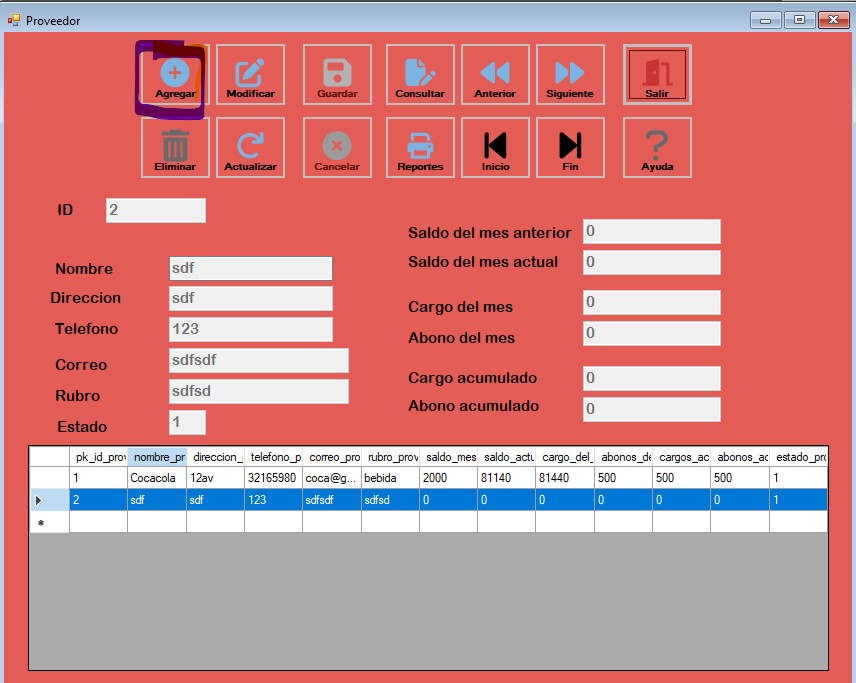 Proveedor
Agregar Modificar Guardar Consultar Anterior Siguiente Salir
Eliminar Actualizar Cancelar Reportes Inicio Fin Ayuda
ID 2
Saldo del mes anterior 0
Saldo del mes actual 0
Nombre sdf
Direccion sdf
Cargo del mes 0
Telefono 123
Abono del mes 0
Correo sdfsdf
Cargo acumulado 0
Rubro sdfsd
Abono acumulado 0
Estado 1
pk_id_prov nombre_pr direccion_ telefono_p correo_pro rubro_prov saldo_mes saldo_actu cargo_del_ abonos_de cargos_ac abonos_ac estado_pro
1 Cocacola 12av 32165980 coca@g... bebida 2000 81140 81440 500 500 500 1
2 sdf sdf 123 sdfsdf sdfsd 0 0 0 0 0 0 1